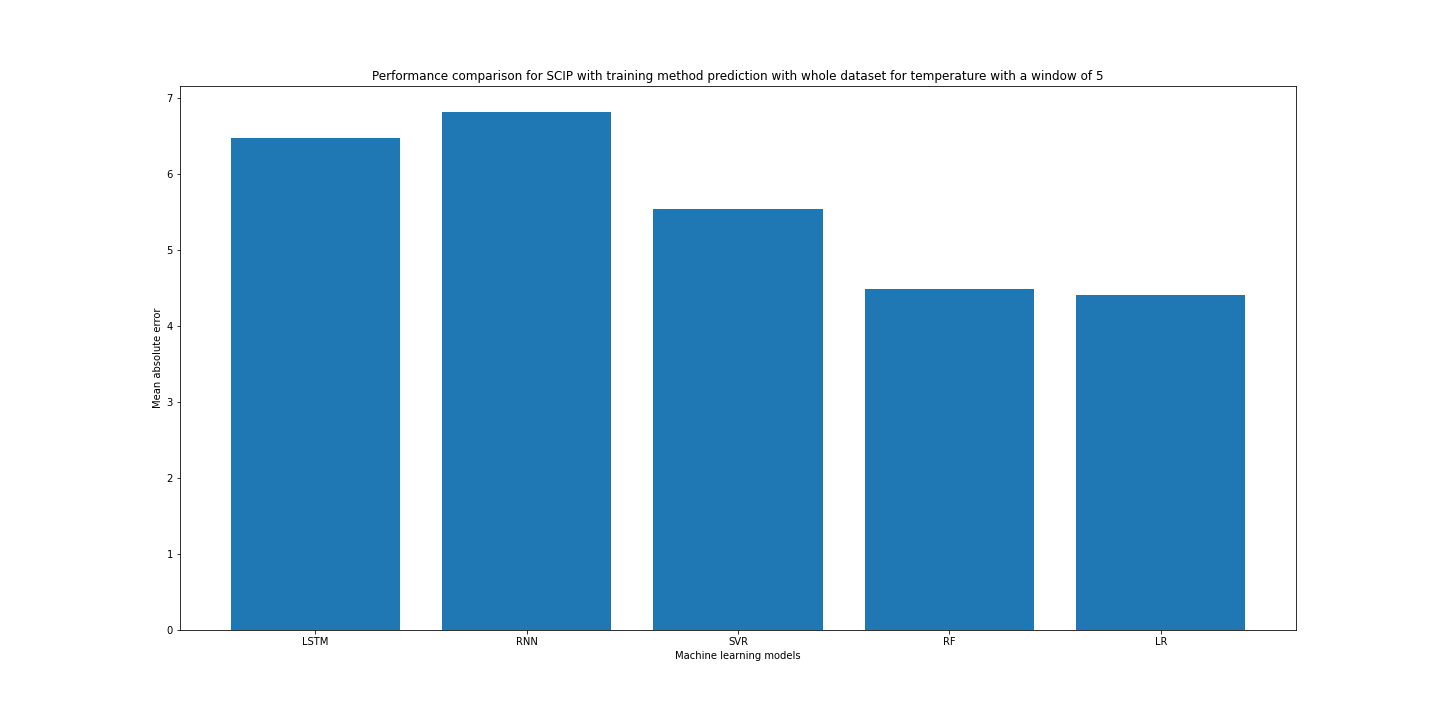 Performance comparison for SCIP with training method prediction with whole dataset for temperature with a window of 5
7
6
5
4
3
2
1
0
Mean absolute error
LSTM RNN SVR RF LR
Machine learning models